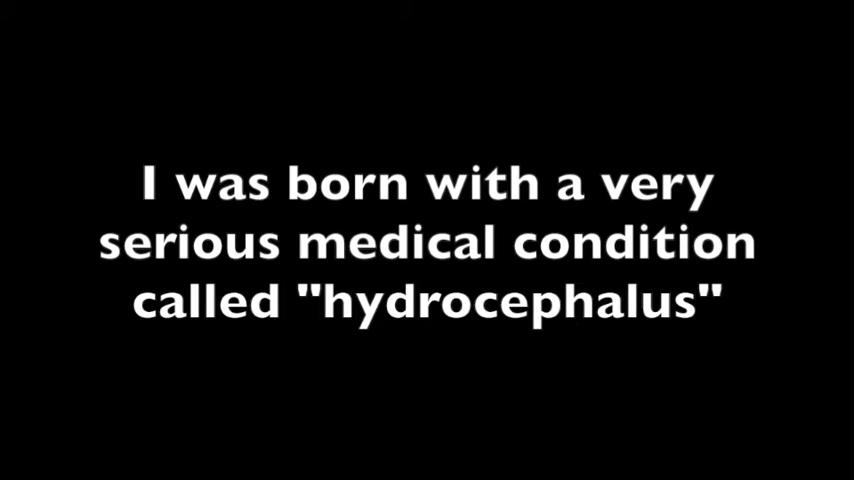 I was born with a very
serious medical condition
called "hydrocephalus"